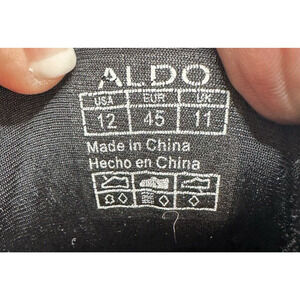 ALDO
USA EUR UK
12 45 11
Made in China
Hecho en China